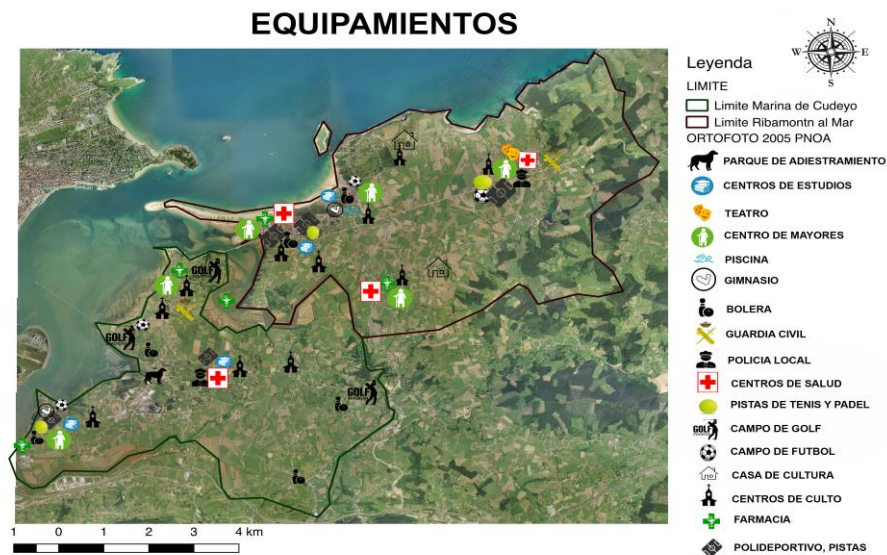 EQUIPAMIENTOS
N
W E
S
Leyenda
LIMITE
Limite Marina de Cudeyo
Limite Ribamontn al Mar
ORTOFOTO 2005 PNOA
PARQUE DE ADIESTRAMIENTO
CENTROS DE ESTUDIOS
TEATRO
CENTRO DE MAYORES
PISCINA
GIMNASIO
BOLERA
GUARDIA CIVIL
POLICIA LOCAL
CENTROS DE SALUD
PISTAS DE TENIS Y PADEL
GOLF CAMPO DE GOLF
CAMPO DE FUTBOL
CASA DE CULTURA
CENTROS DE CULTO
FARMACIA
POLIDEPORTIVO, PISTAS
GOLF
GOLF
GOLF
1 0 1 2 3 4 km